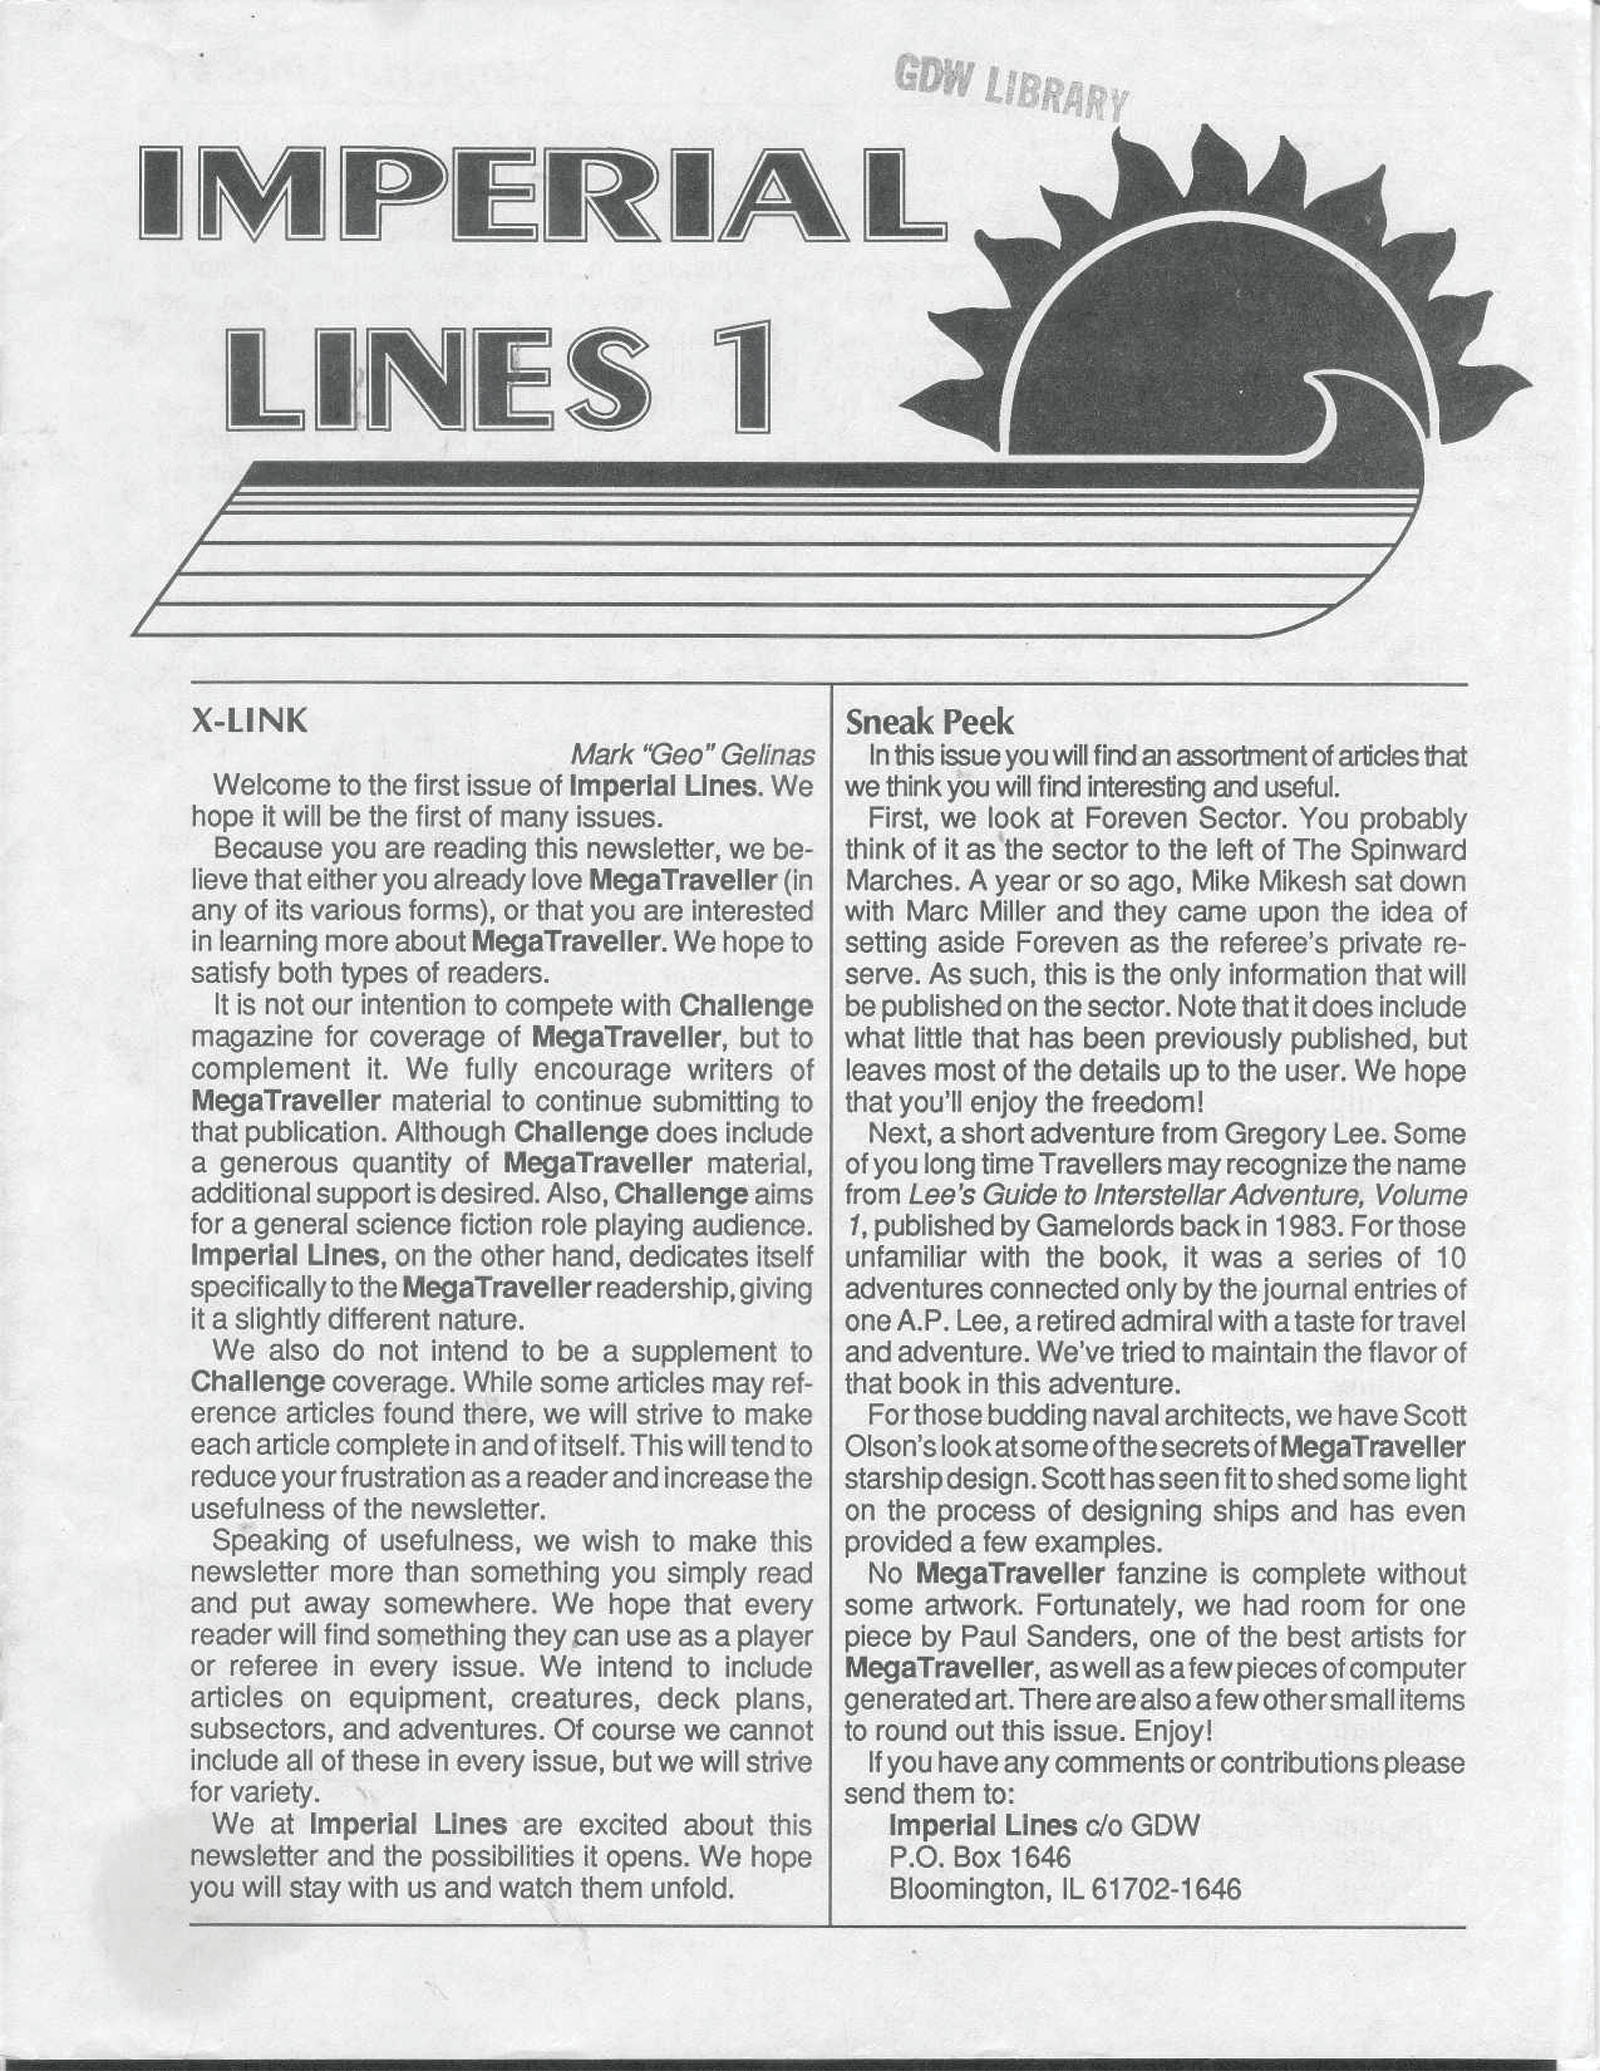 GDW LIBRARY
IMPERIAL
LINES 1
X-LINK
Mark "Geo" Gelinas
Welcome to the first issue of Imperial Lines. We
hope it will be the first of many issues.
Because you are reading this newsletter, we be-
lieve that either you already love MegaTraveller (in
any of its various forms), or that you are interested
in learning more about MegaTraveller. We hope to
satisfy both types of readers.
It is not our intention to compete with Challenge
magazine for coverage of MegaTraveller, but to
complement it. We fully encourage writers of
MegaTraveller material to continue submitting to
that publication. Although Challenge does include
a generous quantity of MegaTraveller material,
additional support is desired. Also, Challenge aims
for a general science fiction role playing audience.
Imperial Lines, on the other hand, dedicates itself
specifically to the MegaTraveller readership, giving
it a slightly different nature.
We also do not intend to be a supplement to
Challenge coverage. While some articles may ref-
erence articles found there, we will strive to make
each article complete in and of itself. This will tend to
reduce your frustration as a reader and increase the
usefulness of the newsletter.
Speaking of usefulness, we wish to make this
newsletter more than something you simply read
and put away somewhere. We hope that every
reader will find something they can use as a player
or referee in every issue. We intend to include
articles on equipment, creatures, deck plans,
subsectors, and adventures. Of course we cannot
include all of these in every issue, but we will strive
for variety.
We at Imperial Lines are excited about this
newsletter and the possibilities it opens. We hope
you will stay with us and watch them unfold.
Sneak Peek
In this issue you will find an assortment of articles that
we think you will find interesting and useful.
First, we look at Foreven Sector. You probably
think of it as the sector to the left of The Spinward
Marches. A year or so ago, Mike Mikesh sat down
with Marc Miller and they came upon the idea of
setting aside Foreven as the referee's private re-
serve. As such, this is the only information that will
be published on the sector. Note that it does include
what little that has been previously published, but
leaves most of the details up to the user. We hope
that you'll enjoy the freedom!
Next, a short adventure from Gregory Lee. Some
of you long time Travellers may recognize the name
from Lee's Guide to Interstellar Adventure, Volume
1, published by Gamelords back in 1983. For those
unfamiliar with the book, it was a series of 10
adventures connected only by the journal entries of
one A.P. Lee, a retired admiral with a taste for travel
and adventure. We've tried to maintain the flavor of
that book in this adventure.
For those budding naval architects, we have Scott
Olson's look at some of the secrets of MegaTraveller
starship design. Scott has seen fit to shed some light
on the process of designing ships and has even
provided a few examples.
No MegaTraveller fanzine is complete without
some artwork. Fortunately, we had room for one
piece by Paul Sanders, one of the best artists for
MegaTraveller, as well as a few pieces of computer
generated art. There are also a few other small items
to round out this issue. Enjoy!
If you have any comments or contributions please
send them to:
Imperial Lines c/o GDW
P.O. Box 1646
Bloomington, IL 61702-1646